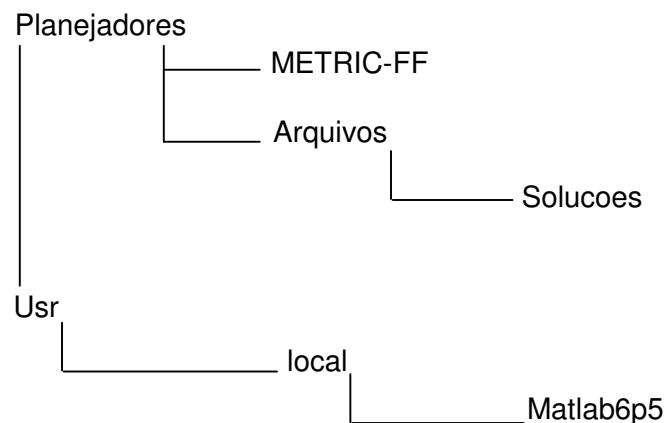 Planejadores
METRIC-FF
Arquivos
Solucoes
Usr
local
Matlab6p5